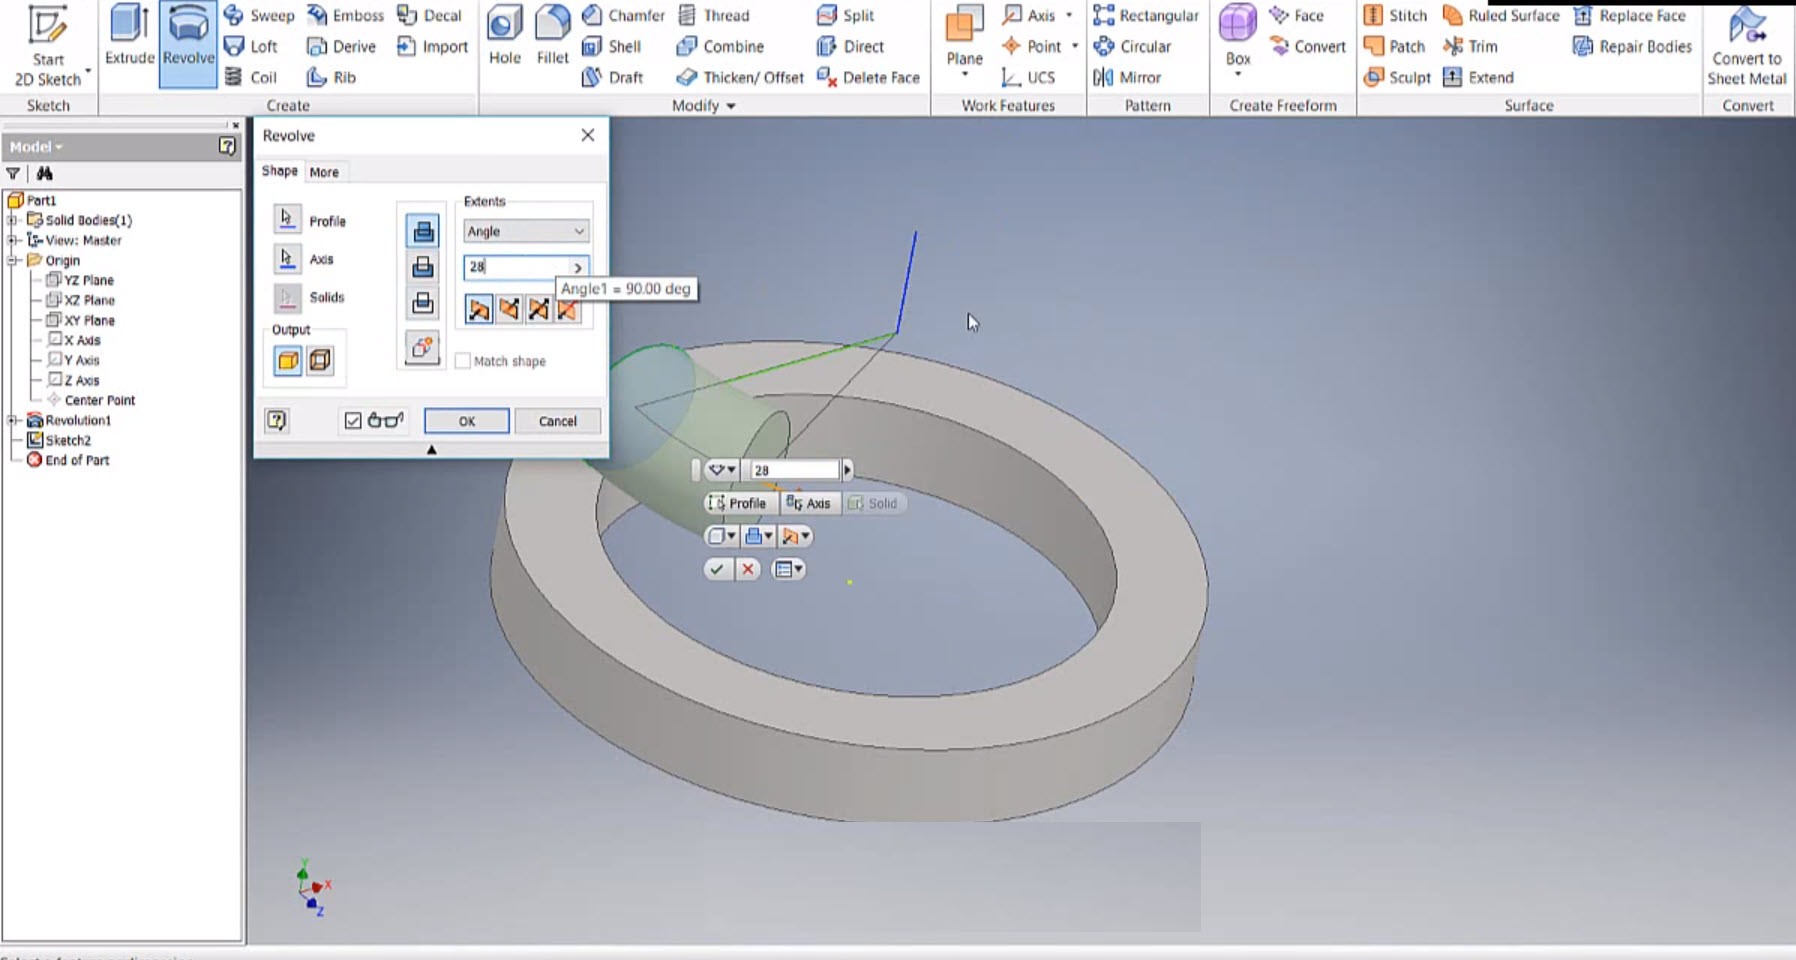 Start
2D Sketch
Sketch
Extrude
Revolve
Sweep
Emboss
Decal
Loft
Derive
Import
Coil
Rib
Create
Hole
Fillet
Chamfer
Thread
Split
Shell
Combine
Direct
Draft
Thicken/ Offset
Delete Face
Modify
Plane
Axis
Point
UCS
Work Features
Rectangular
Circular
Mirror
Pattern
Box
Face
Convert
Create Freeform
Stitch
Ruled Surface
Replace Face
Patch
Trim
Repair Bodies
Sculpt
Extend
Surface
Convert to
Sheet Metal
Convert
Model
Part1
Solid Bodies(1)
View: Master
Origin
YZ Plane
XZ Plane
XY Plane
X Axis
Y Axis
Z Axis
Center Point
Revolution1
Sketch2
End of Part
Revolve
Shape
More
Profile
Axis
Solids
Output
Extents
Angle
28
Angle1 = 90.00 deg
Match shape
OK
Cancel
28
Profile
Axis
Solid
Y
X
Z